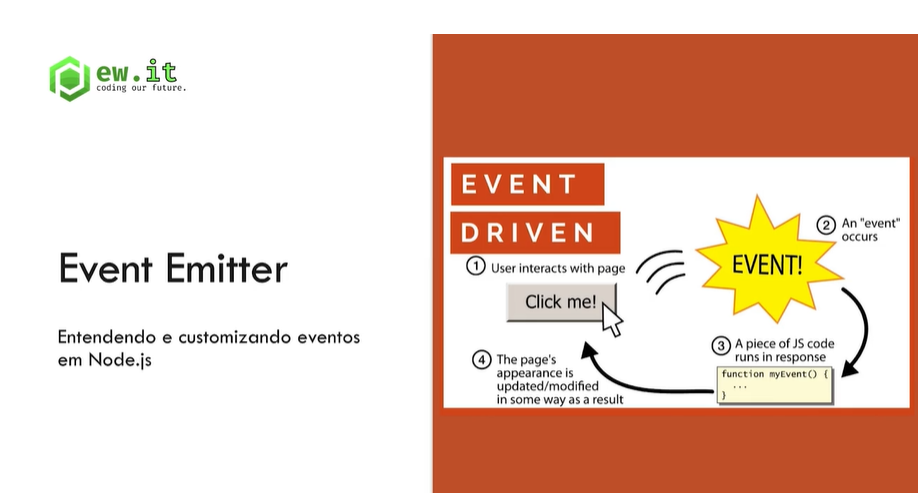 ew.it
coding our future.
Event Emitter
Entendendo e customizando eventos
em Node.js
EVENT
DRIVEN
1 User interacts with page
Click me!
EVENT!
2 An "event"
occurs
3 A piece of JS code
runs in response
function myEvent() {
...
}
4 The page's
appearance is
updated/modified
in some way as a result